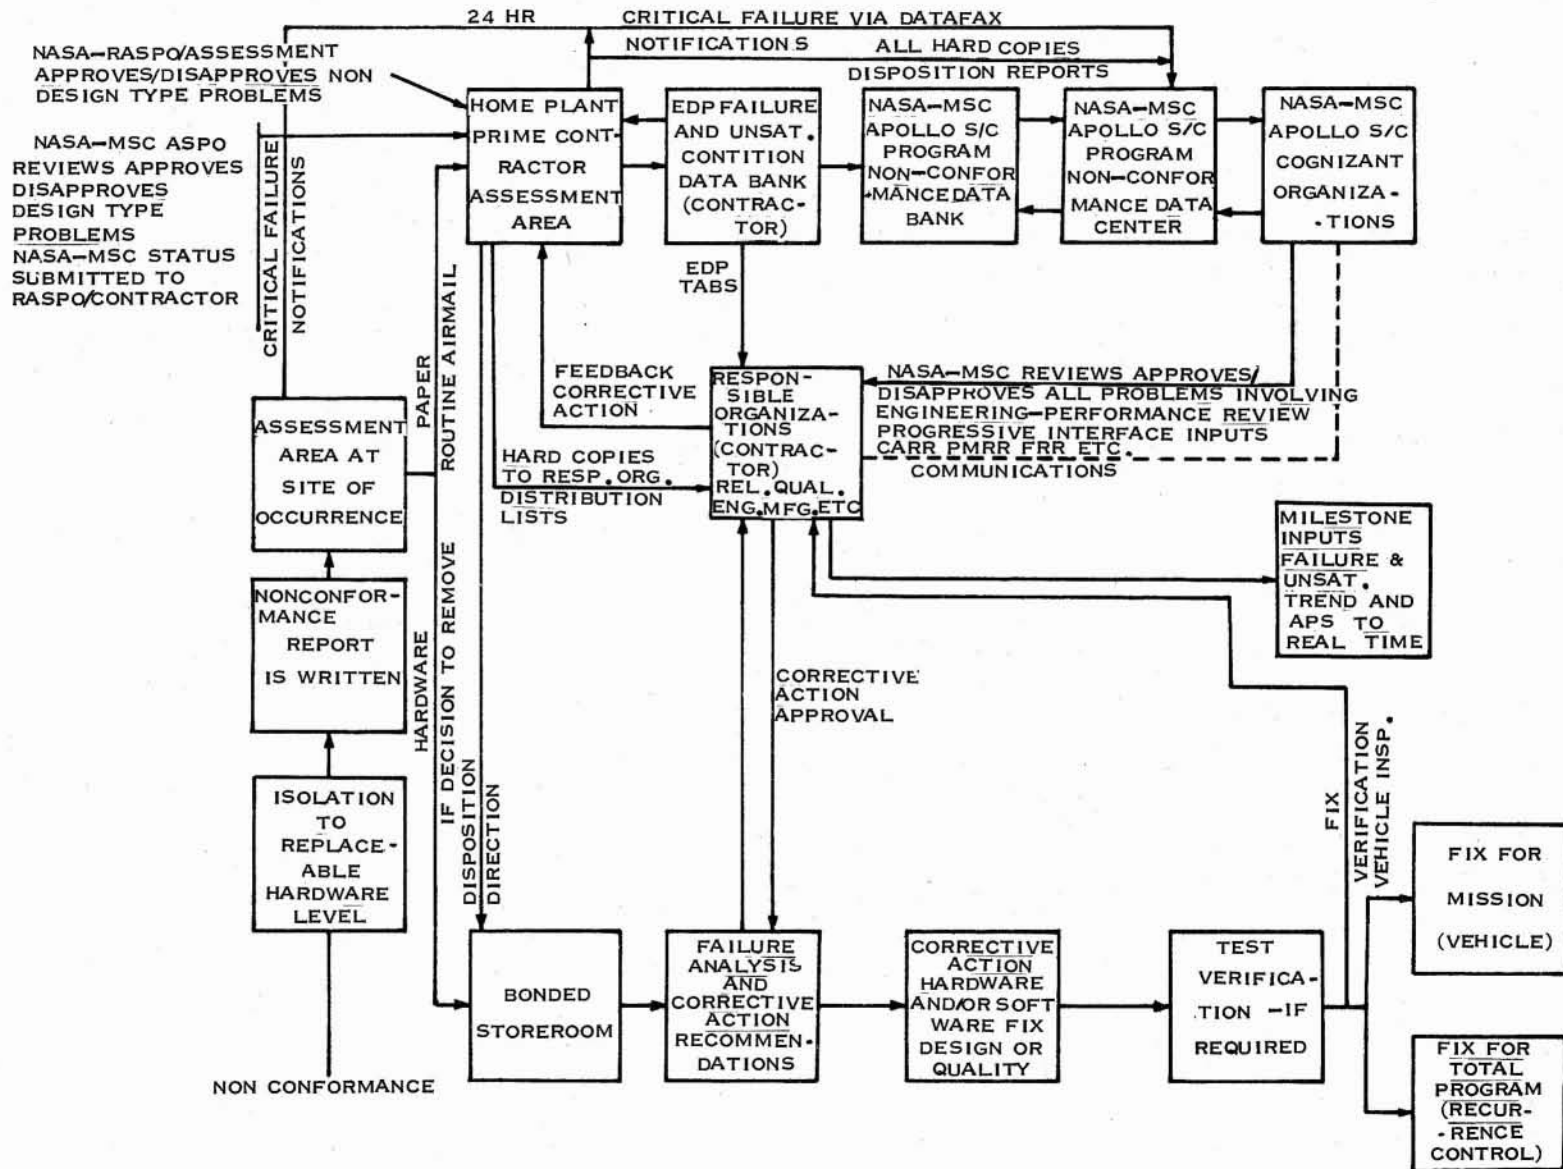 24 HR CRITICAL FAILURE VIA DATAFAX
NOTIFICATIONS ALL HARD COPIES
DISPOSITION REPORTS
NASA-RASPO/ASSESSMENT
APPROVES/DISAPPROVES NON
DESIGN TYPE PROBLEMS
NASA-MSC ASPO
REVIEWS APPROVES
DISAPPROVES
DESIGN TYPE
PROBLEMS
NASA-MSC STATUS
SUBMITTED TO
RASPO/CONTRACTOR
CRITICAL FAILURE
NOTIFICATIONS
HOME PLANT
PRIME CONT-
RACTOR
ASSESSMENT
AREA
EDP FAILURE
AND UNSAT.
CONTITION
DATA BANK
(CONTRAC-
TOR)
NASA-MSC
APOLLO S/C
PROGRAM
NON-CONFOR
-MANCE DATA
BANK
NASA-MSC
APOLLO S/C
PROGRAM
NON-CONFOR
MANCE DATA
CENTER
NASA-MSC
APOLLO S/C
COGNIZANT
ORGANIZA-
-TIONS
EDP
TABS
PAPER
ROUTINE AIRMAIL
FEEDBACK
CORRECTIVE
ACTION
RESPON-
SIBLE
ORGANIZA-
TIONS
(CONTRAC-
TOR)
REL. QUAL.
ENG. MFG. ETC
NASA-MSC REVIEWS APPROVES/
DISAPPROVES ALL PROBLEMS INVOLVING
ENGINEERING-PERFORMANCE REVIEW
PROGRESSIVE INTERFACE INPUTS
CARR PMRR FRR ETC.
COMMUNICATIONS
HARD COPIES
TO RESP. ORG.
DISTRIBUTION
LISTS
ASSESSMENT
AREA AT
SITE OF
OCCURRENCE
MILESTONE
INPUTS
FAILURE &
UNSAT.
TREND AND
APS TO
REAL TIME
NONCONFOR-
MANCE
REPORT
IS WRITTEN
HARDWARE
IF DECISION TO REMOVE
CORRECTIVE
ACTION
APPROVAL
DISPOSITION
DIRECTION
FIX
VERIFICATION
VEHICLE INSP.
ISOLATION
TO
REPLACE-
ABLE
HARDWARE
LEVEL
FIX FOR
MISSION
(VEHICLE)
BONDED
STOREROOM
FAILURE
ANALYSIS
AND
CORRECTIVE
ACTION
RECOMMEN-
DATIONS
CORRECTIVE
ACTION
HARDWARE
AND/OR SOFT
WARE FIX
DESIGN OR
QUALITY
TEST
VERIFICA-
TION -IF
REQUIRED
FIX FOR
TOTAL
PROGRAM
(RECUR-
-RENCE
CONTROL)
NON CONFORMANCE